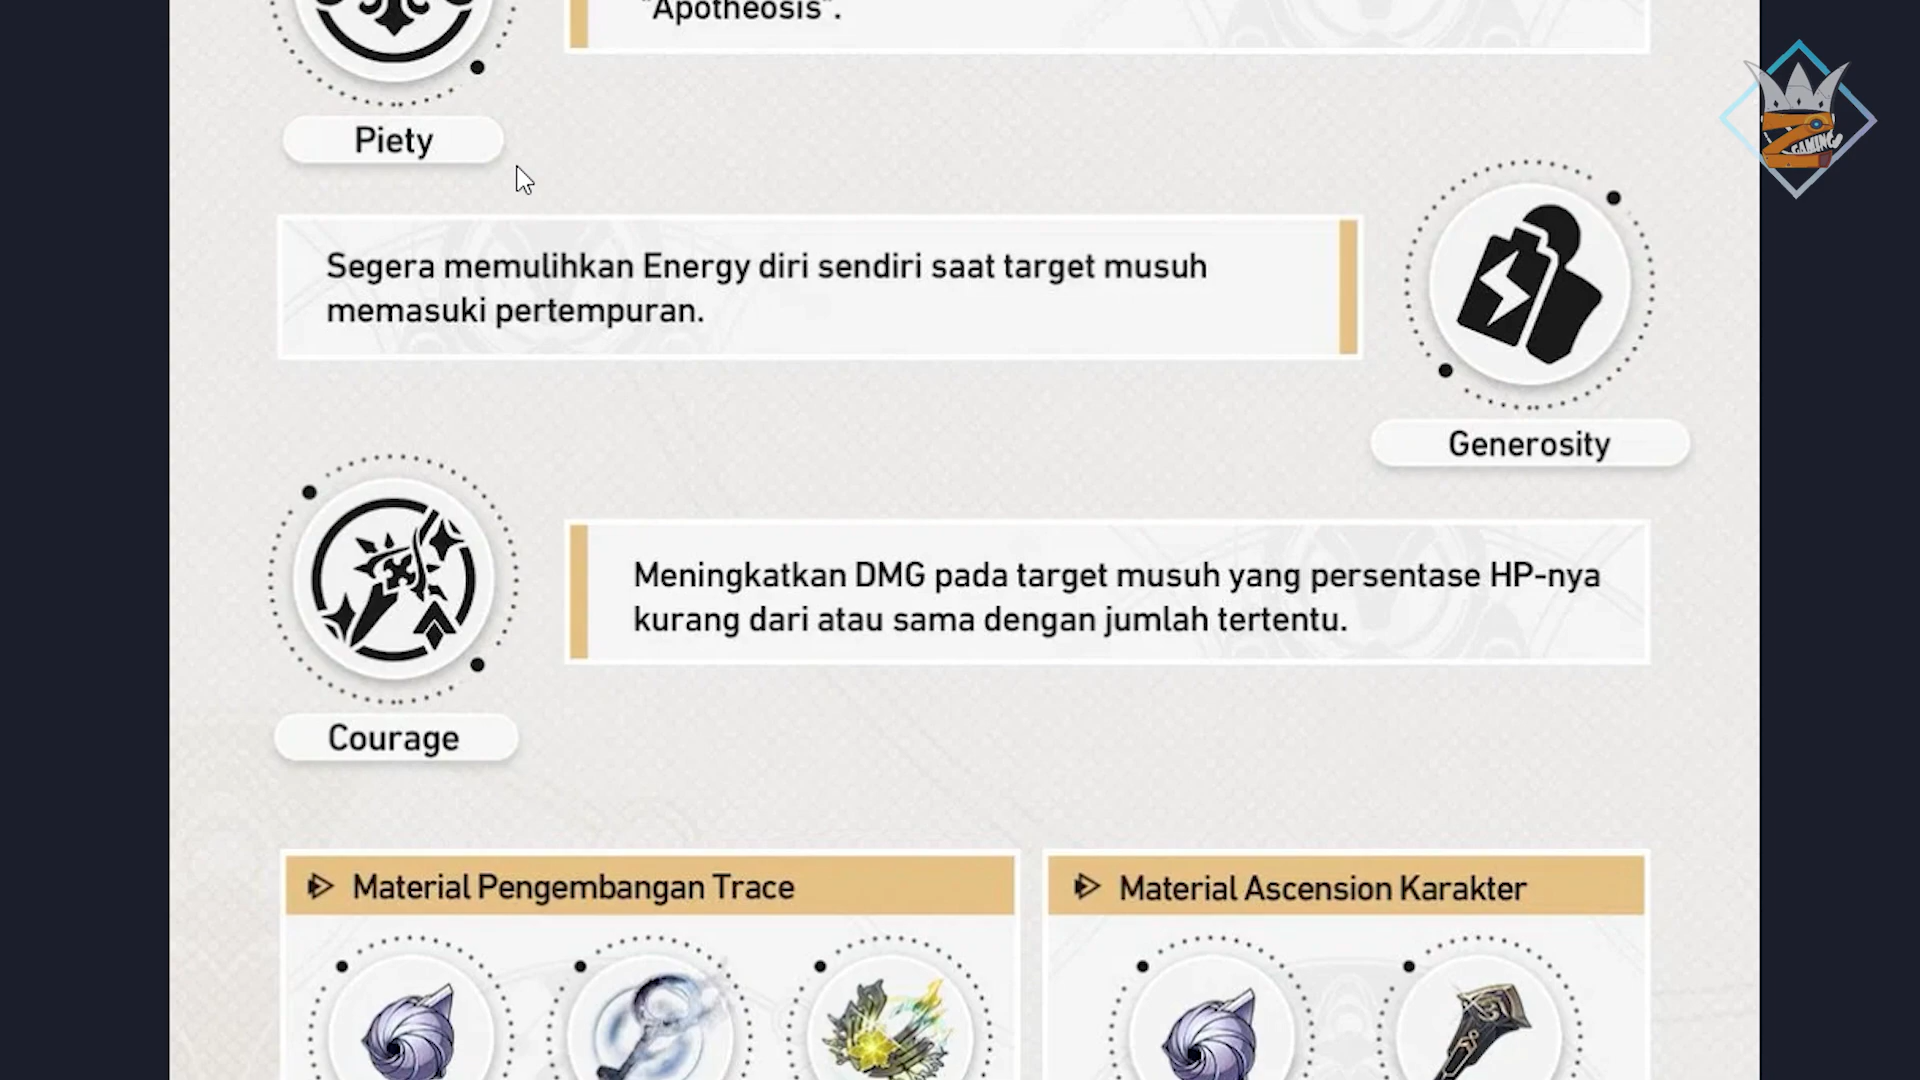 "Apotheosis".
Piety
Segera memulihkan Energy diri sendiri saat target musuh
memasuki pertempuran.
Generosity
Meningkatkan DMG pada target musuh yang persentase HP-nya
kurang dari atau sama dengan jumlah tertentu.
Courage
Material Pengembangan Trace
Material Ascension Karakter
GAMING